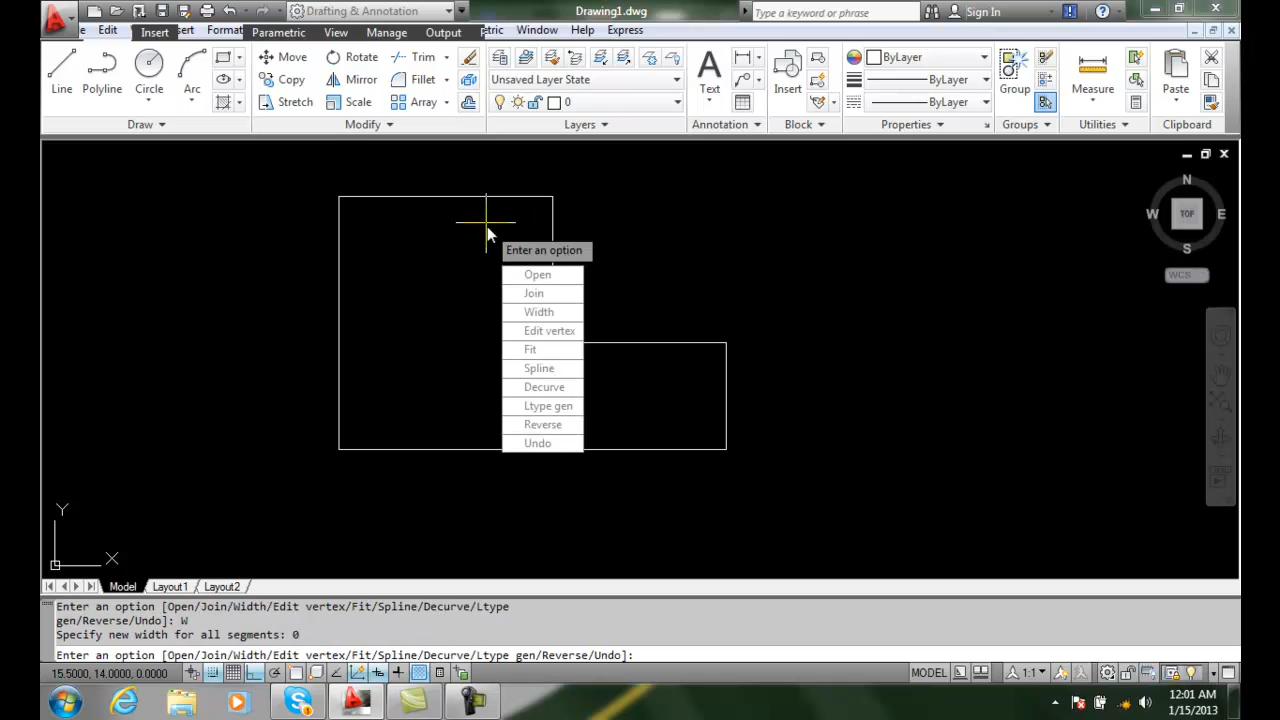 Drafting & Annotation
Drawing1.dwg
Type a keyword or phrase
Sign In
Edit
Insert
sert
Format
Parametric
View
Manage
Output
etric
Window
Help
Express
Line
Polyline
Circle
Arc
Move
Rotate
Trim
Copy
Mirror
Fillet
Stretch
Scale
Array
Unsaved Layer State
0
Text
Insert
ByLayer
ByLayer
ByLayer
Group
Measure
Paste
Draw
Modify
Layers
Annotation
Block
Properties
Groups
Utilities
Clipboard
N
W
TOP
E
S
WCS
Enter an option
Open
Join
Width
Edit vertex
Fit
Spline
Decurve
Ltype gen
Reverse
Undo
Y
X
Model
Layout1
Layout2
Enter an option [Open/Join/Width/Edit vertex/Fit/Spline/Decurve/Ltype
gen/Reverse/Undo]: W
Specify new width for all segments: 0
Enter an option [Open/Join/Width/Edit vertex/Fit/Spline/Decurve/Ltype gen/Reverse/Undo]:
15.5000, 14.0000, 0.0000
MODEL
1:1
12:01 AM
1/15/2013